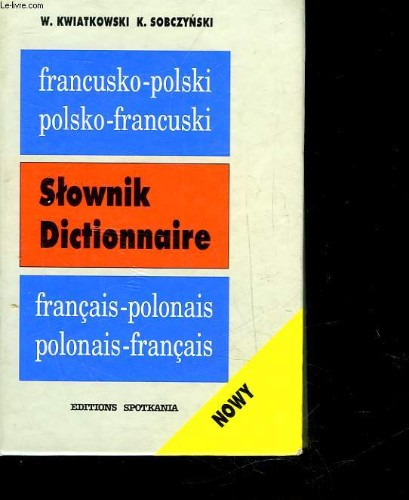 Le-livre.com
W. KWIATKOWSKI K. SOBCZYŃSKI
francusko-polski
polsko-francuski
Słownik
Dictionnaire
français-polonais
polonais-français
EDITIONS SPOTKANIA
NOWY